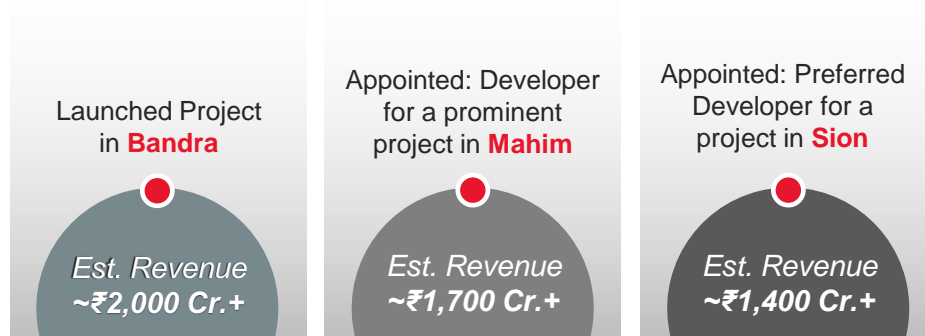 Launched Project
in Bandra
Est. Revenue
~₹2,000 Cr.+
Appointed: Developer
for a prominent
project in Mahim
Est. Revenue
~₹1,700 Cr.+
Appointed: Preferred
Developer for a
project in Sion
Est. Revenue
~₹1,400 Cr.+